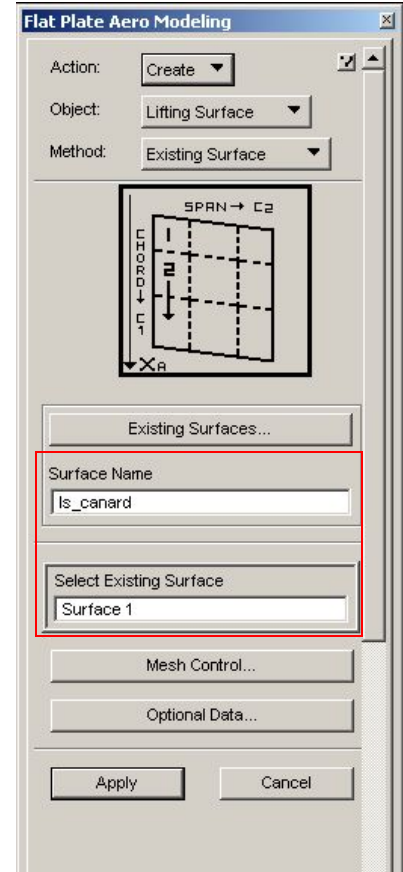 Flat Plate Aero Modeling
Action: Create
Object: Lifting Surface
Method: Existing Surface
SPAN→ C2
CHORD→ C1
1
2
XA
Existing Surfaces...
Surface Name
ls_canard
Select Existing Surface
Surface 1
Mesh Control...
Optional Data...
Apply Cancel